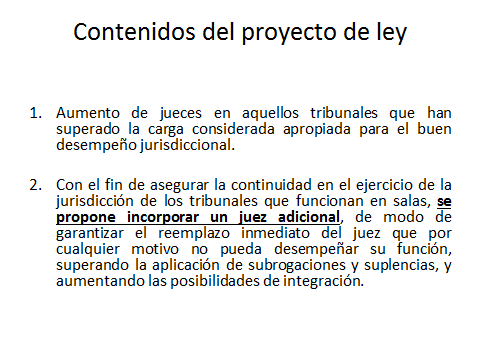 Contenidos del proyecto de ley
1. Aumento de jueces en aquellos tribunales que han
superado la carga considerada apropiada para el buen
desempeño jurisdiccional.
2. Con el fin de asegurar la continuidad en el ejercicio de la
jurisdicción de los tribunales que funcionan en salas, se
propone incorporar un juez adicional, de modo de
garantizar el reemplazo inmediato del juez que por
cualquier motivo no pueda desempeñar su función,
superando la aplicación de subrogaciones y suplencias, y
aumentando las posibilidades de integración.